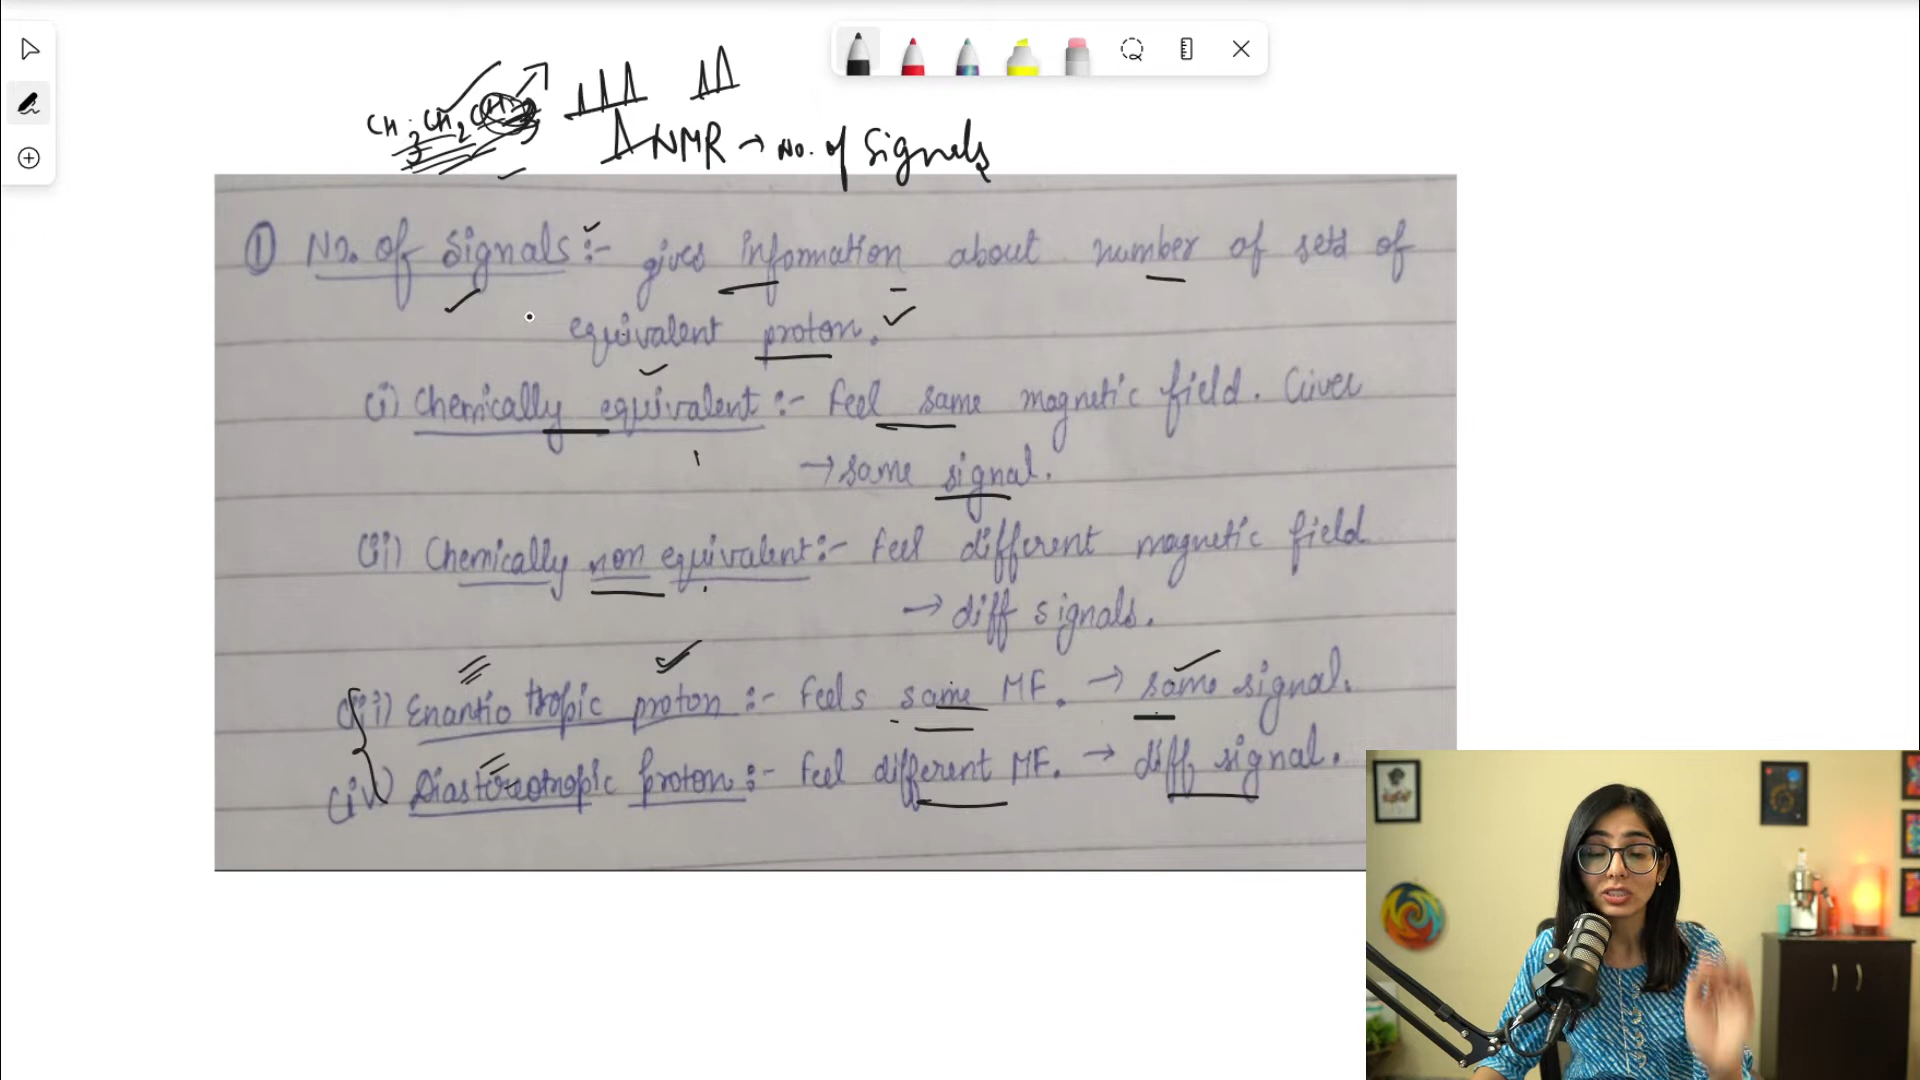 CH3 CH2
NMR → No. of Signals
① No. of Signals :- gives information about number of sets of
equivalent proton.
(i) Chemically equivalent :- Feel same magnetic field. Gives
→ same signal.
(ii) Chemically non equivalent :- Feel different magnetic field
→ diff signals.
(iii) Enantiotropic proton :- Feels same MF. → same signal.
(iv) Diastereotropic proton :- Feel different MF. → diff signal.